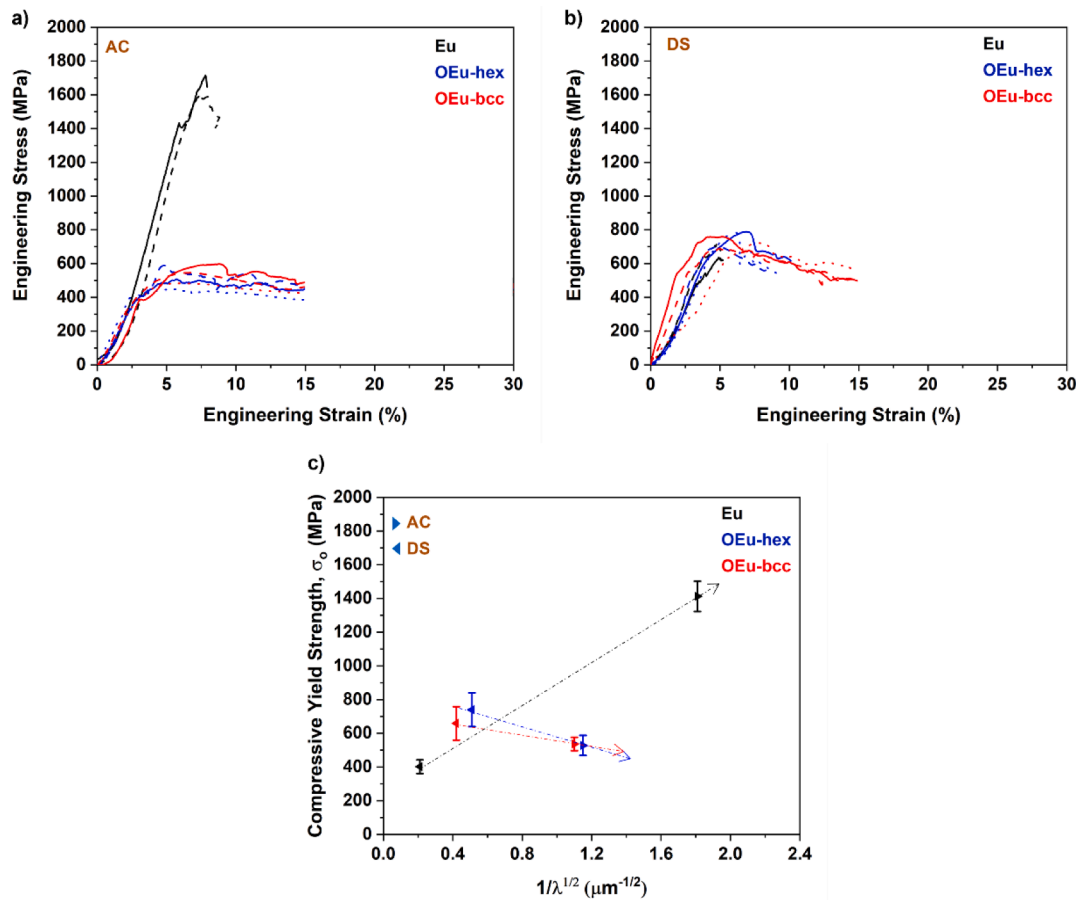 a)
AC
Eu
OEu-hex
OEu-bcc
Engineering Stress (MPa)
2000
1800
1600
1400
1200
1000
800
600
400
200
0
0 5 10 15 20 25 30
Engineering Strain (%)
b)
DS
Eu
OEu-hex
OEu-bcc
Engineering Stress (MPa)
2000
1800
1600
1400
1200
1000
800
600
400
200
0
0 5 10 15 20 25 30
Engineering Strain (%)
c)
AC
DS
Eu
OEu-hex
OEu-bcc
Compressive Yield Strength, σₒ (MPa)
2000
1800
1600
1400
1200
1000
800
600
400
200
0
0.0 0.4 0.8 1.2 1.6 2.0 2.4
1/λ^1/2 (μm^-1/2)